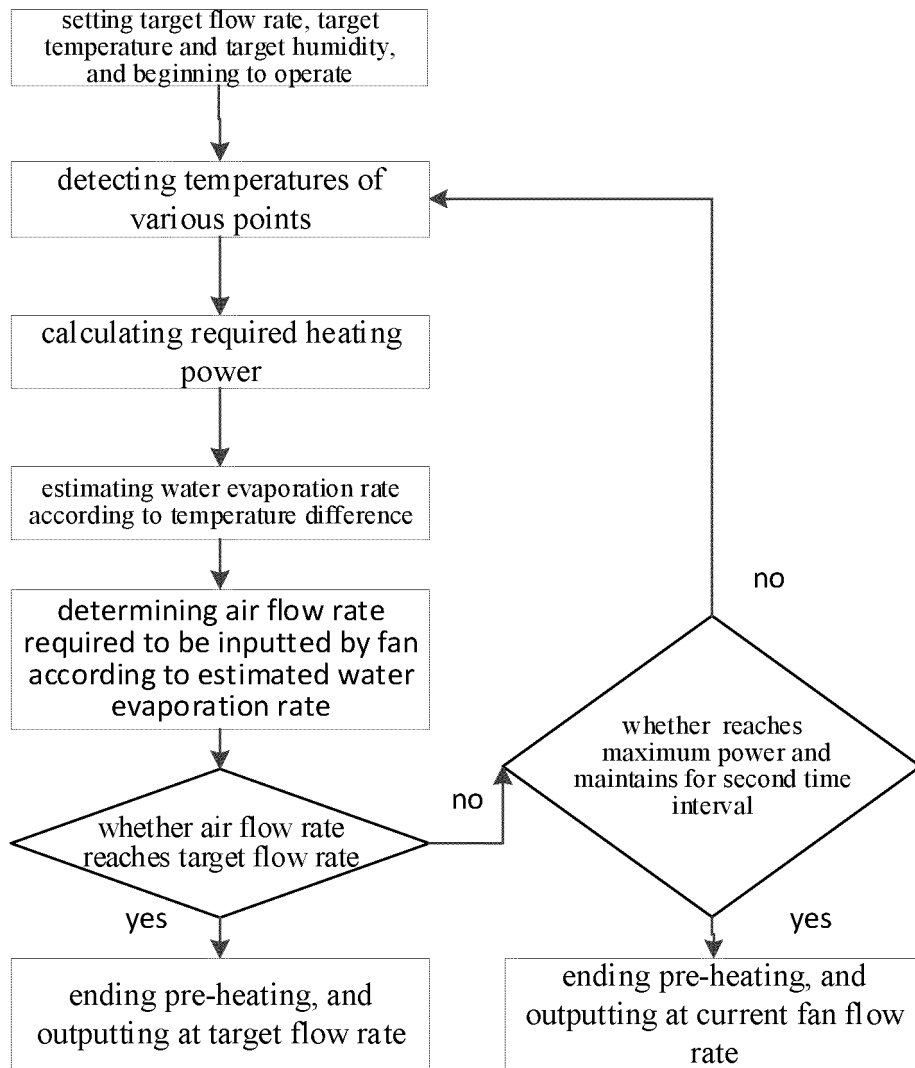 setting target flow rate, target
temperature and target humidity,
and beginning to operate
detecting temperatures of
various points
calculating required heating
power
estimating water evaporation rate
according to temperature difference
determining air flow rate
required to be inputted by fan
according to estimated water
evaporation rate
whether air flow rate
reaches target flow rate
no
yes
ending pre-heating, and
outputting at target flow rate
no
whether reaches
maximum power and
maintains for second time
interval
yes
ending pre-heating, and
outputting at current fan flow
rate